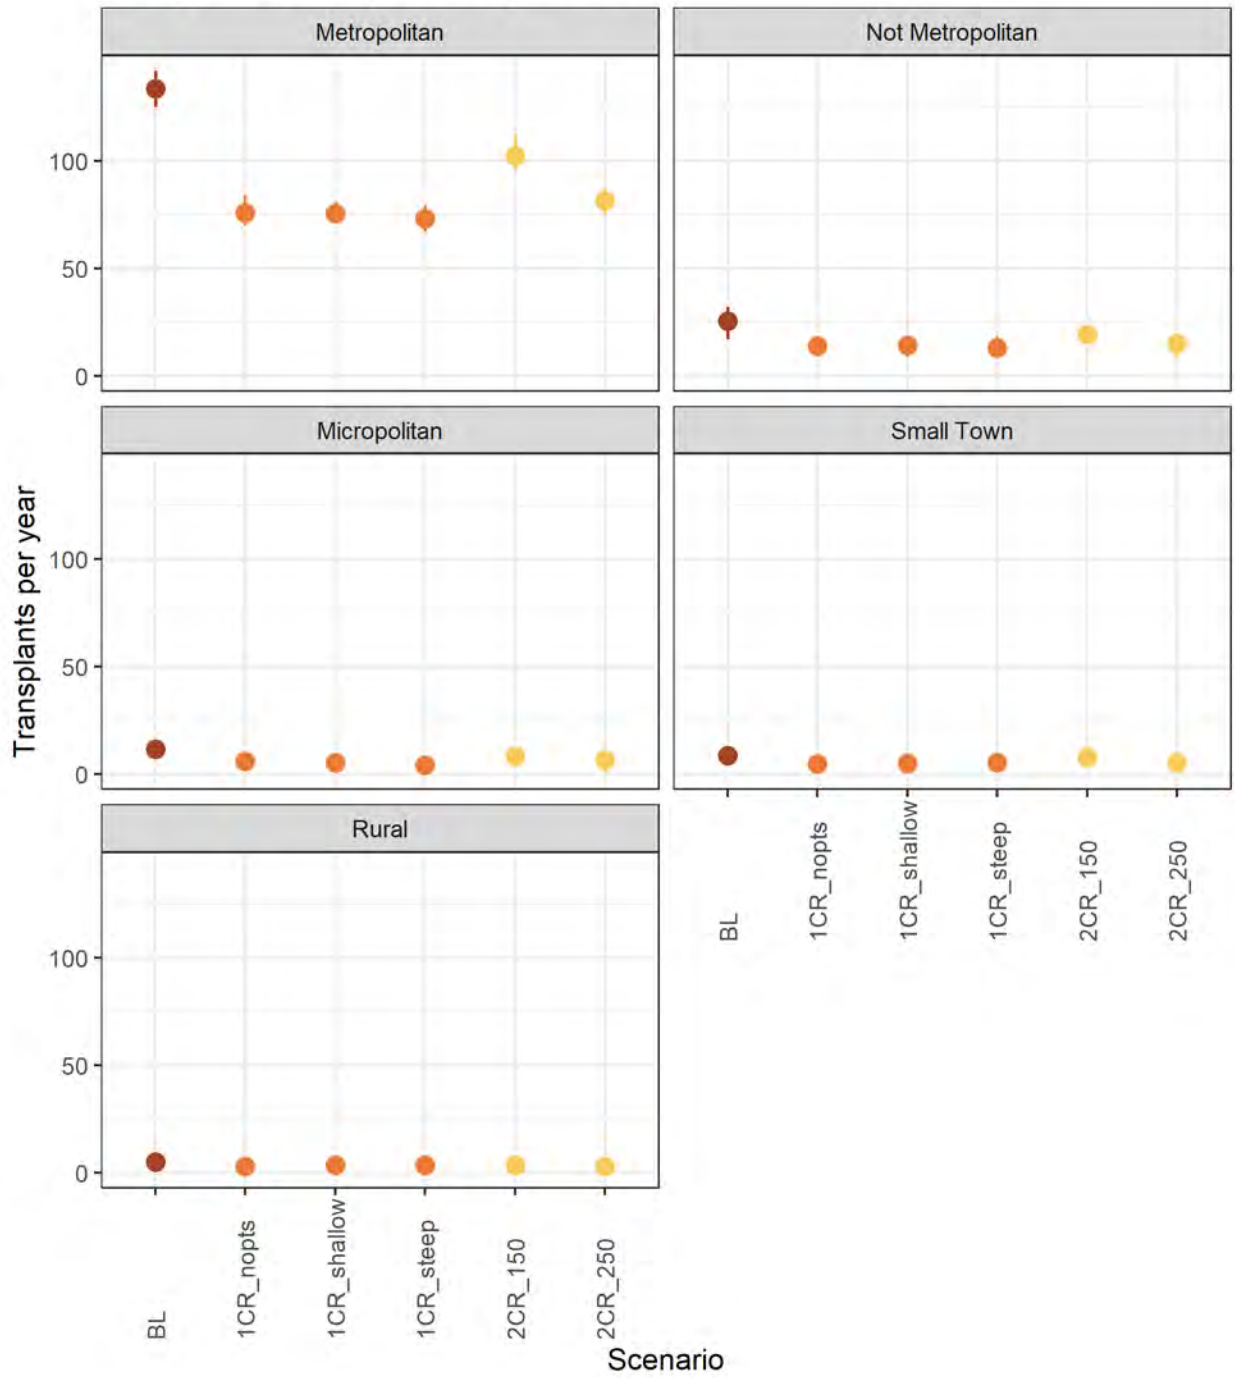 Metropolitan
Not Metropolitan
100
50
0
Micropolitan
Small Town
Transplants per year
100
50
0
Rural
BL
1CR_nopts
1CR_shallow
1CR_steep
2CR_150
2CR_250
100
50
0
BL
1CR_nopts
1CR_shallow
1CR_steep
2CR_150
2CR_250
Scenario